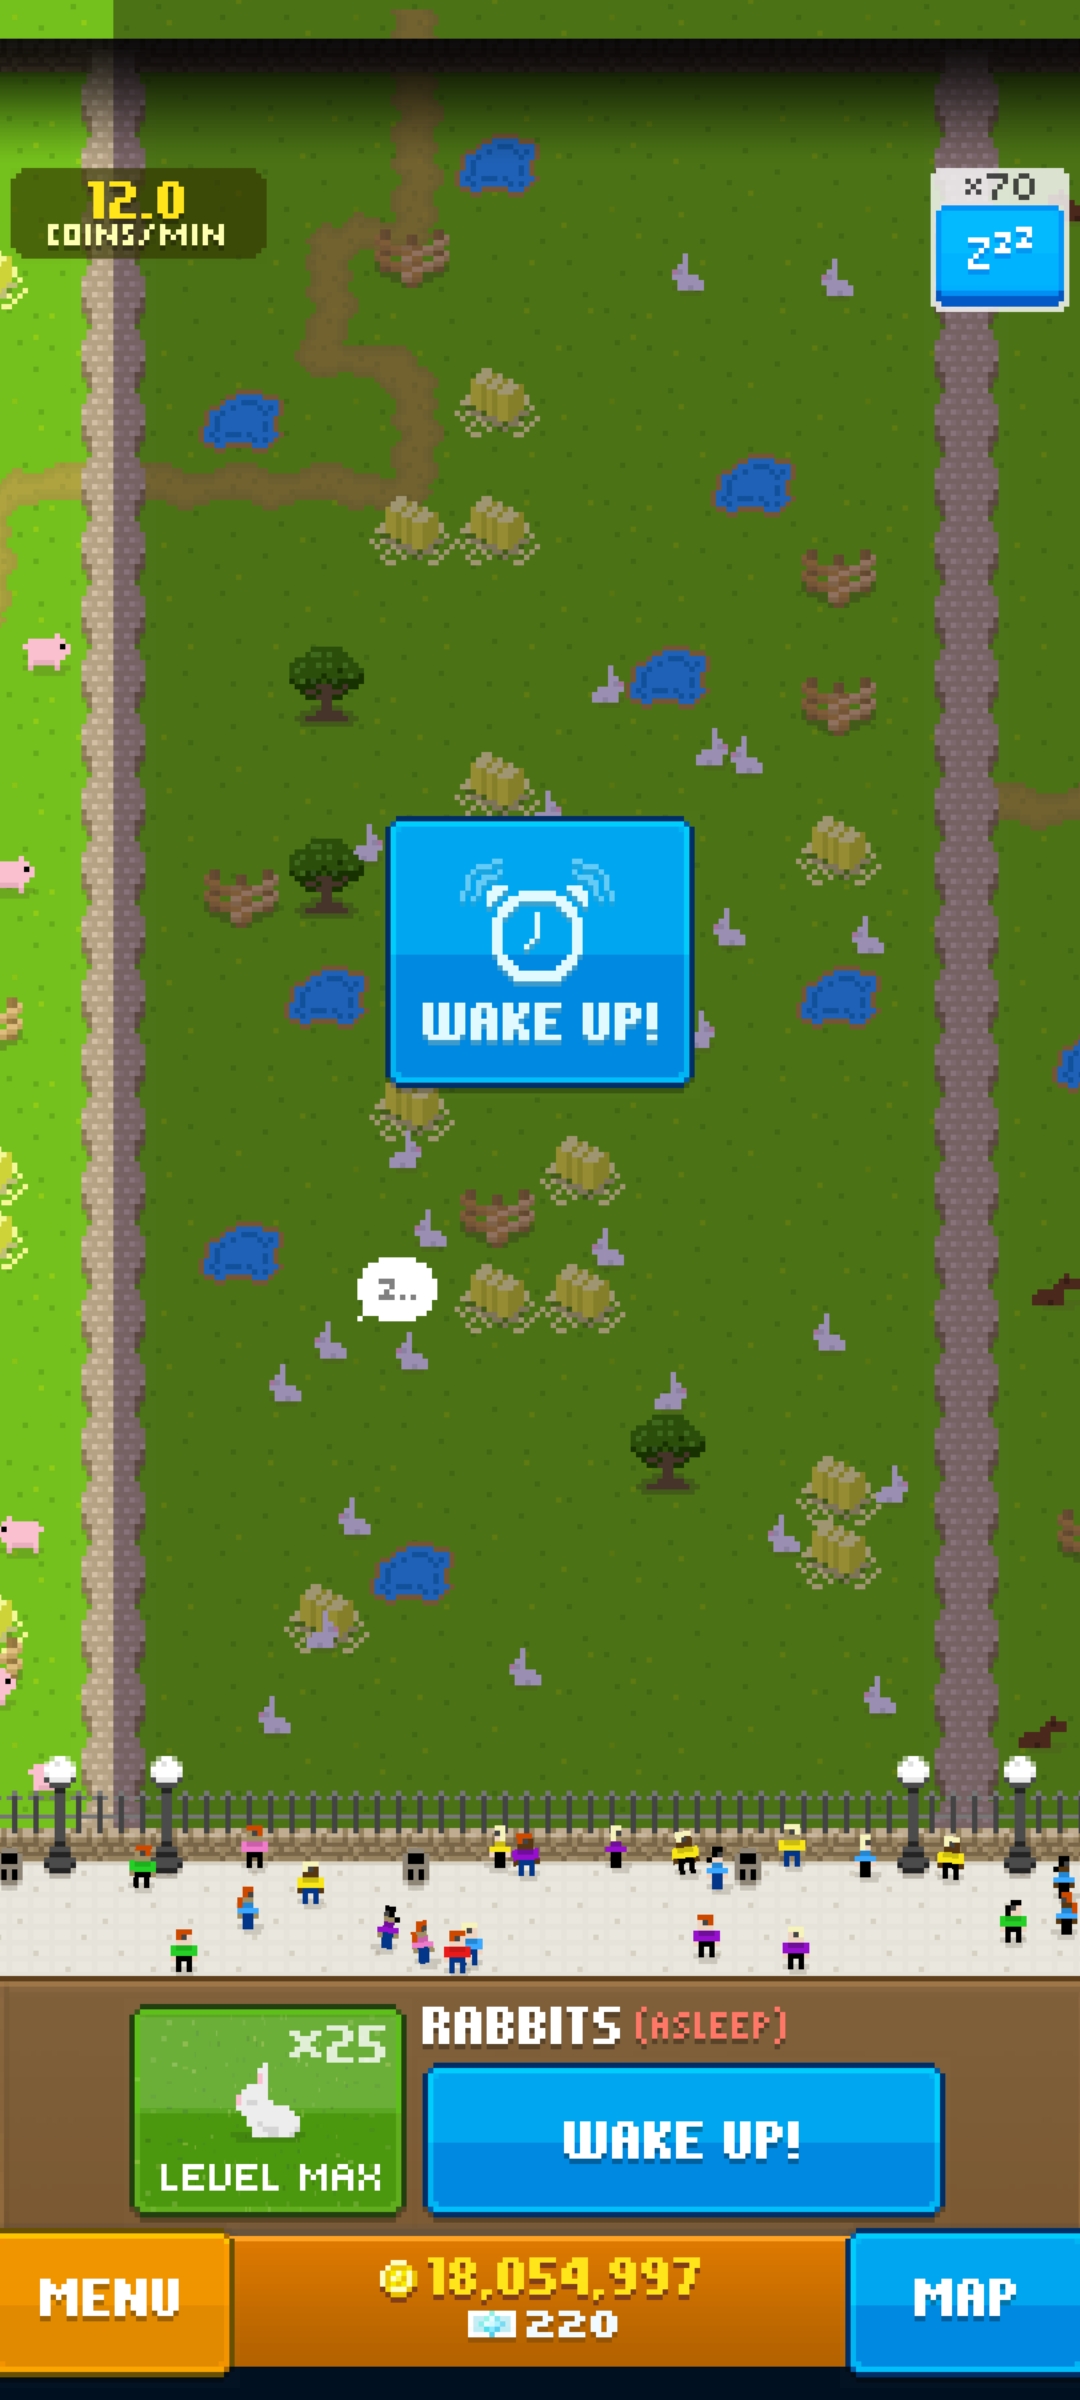 12.0
COINS/MIN
x70
zzz
WAKE UP!
z..
x25
LEVEL MAX
RABBITS (ASLEEP)
WAKE UP!
MENU
18,054,997
220
MAP